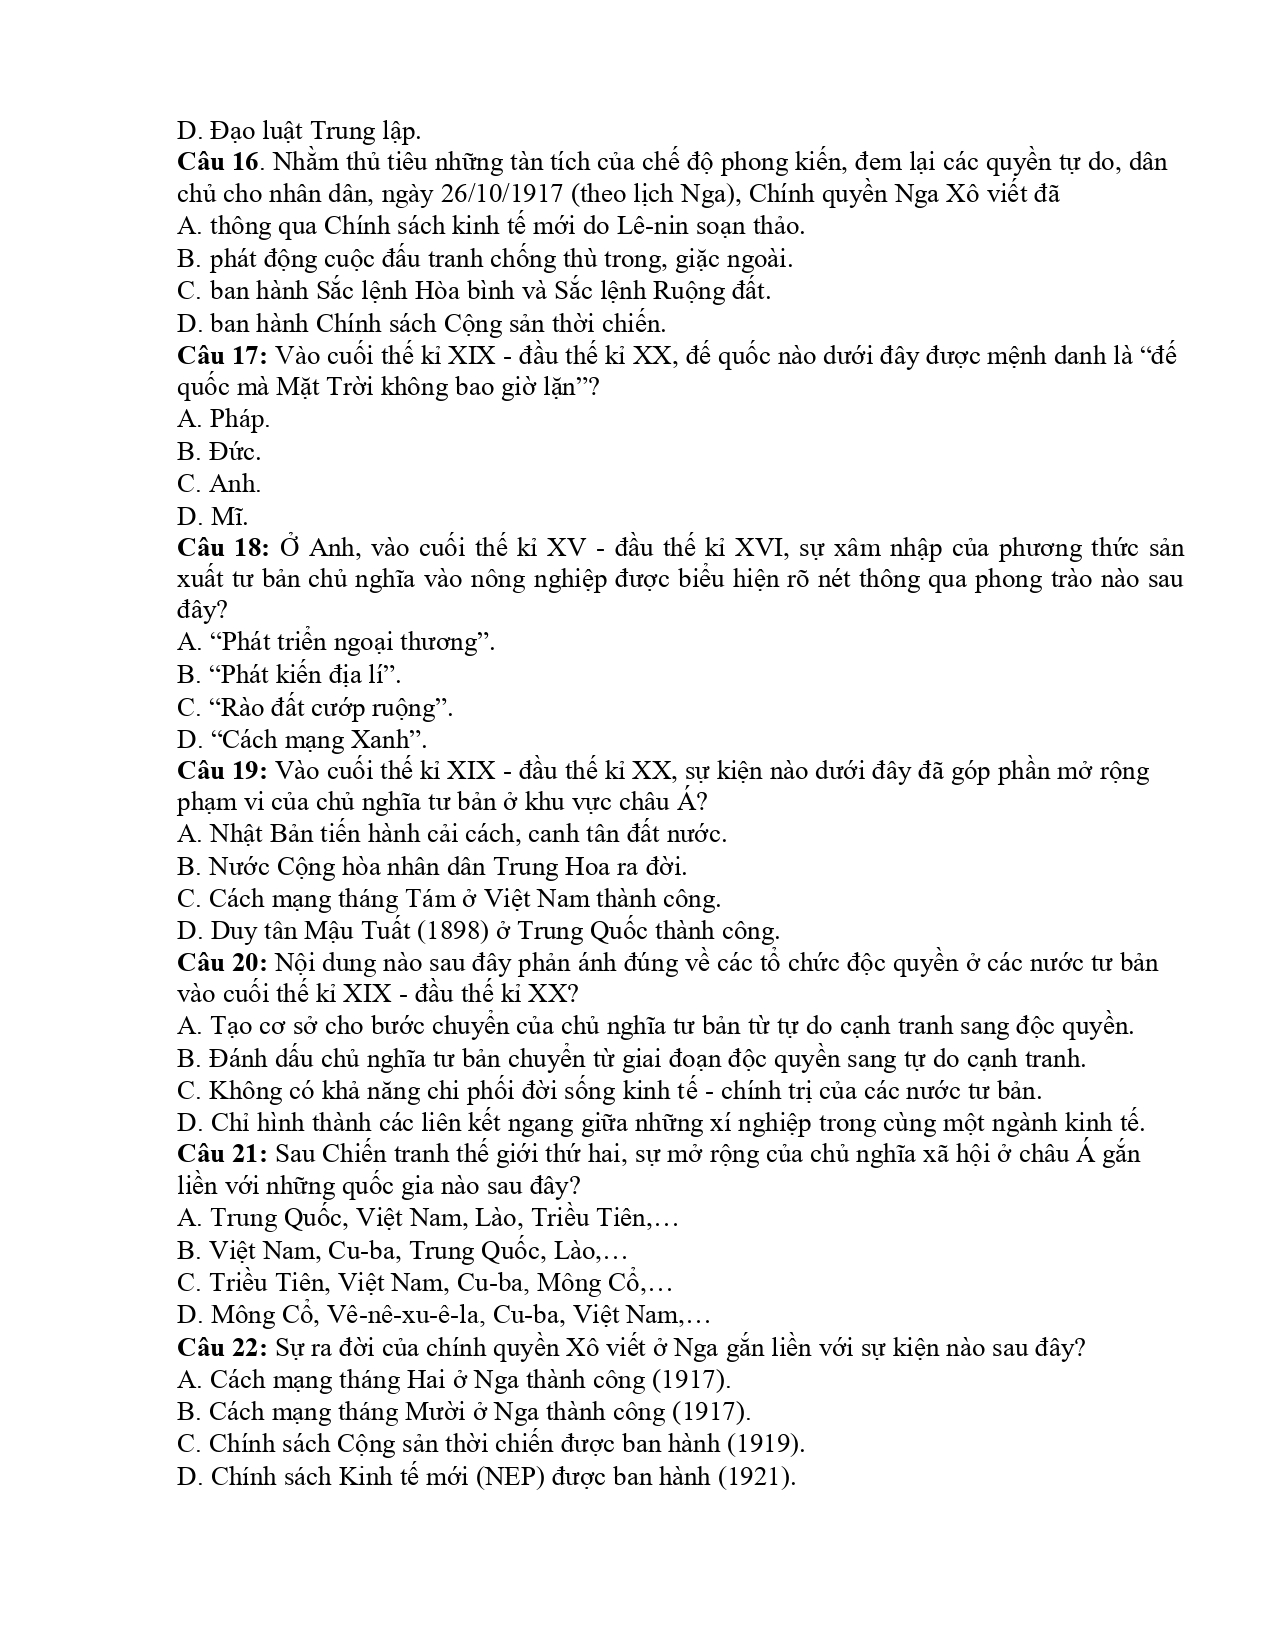 D. Đạo luật Trung lập.
Câu 16. Nhằm thủ tiêu những tàn tích của chế độ phong kiến, đem lại các quyền tự do, dân
chủ cho nhân dân, ngày 26/10/1917 (theo lịch Nga), Chính quyền Nga Xô viết đã
A. thông qua Chính sách kinh tế mới do Lê-nin soạn thảo.
B. phát động cuộc đấu tranh chống thù trong, giặc ngoài.
C. ban hành Sắc lệnh Hòa bình và Sắc lệnh Ruộng đất.
D. ban hành Chính sách Cộng sản thời chiến.
Câu 17: Vào cuối thế kỉ XIX - đầu thế kỉ XX, đế quốc nào dưới đây được mệnh danh là “đế
quốc mà Mặt Trời không bao giờ lặn”?
A. Pháp.
B. Đức.
C. Anh.
D. Mĩ.
Câu 18: Ở Anh, vào cuối thế kỉ XV - đầu thế kỉ XVI, sự xâm nhập của phương thức sản
xuất tư bản chủ nghĩa vào nông nghiệp được biểu hiện rõ nét thông qua phong trào nào sau
đây?
A. “Phát triển ngoại thương”.
B. “Phát kiến địa lí”.
C. “Rào đất cướp ruộng”.
D. “Cách mạng Xanh”.
Câu 19: Vào cuối thế kỉ XIX - đầu thế kỉ XX, sự kiện nào dưới đây đã góp phần mở rộng
phạm vi của chủ nghĩa tư bản ở khu vực châu Á?
A. Nhật Bản tiến hành cải cách, canh tân đất nước.
B. Nước Cộng hòa nhân dân Trung Hoa ra đời.
C. Cách mạng tháng Tám ở Việt Nam thành công.
D. Duy tân Mậu Tuất (1898) ở Trung Quốc thành công.
Câu 20: Nội dung nào sau đây phản ánh đúng về các tổ chức độc quyền ở các nước tư bản
vào cuối thế kỉ XIX - đầu thế kỉ XX?
A. Tạo cơ sở cho bước chuyển của chủ nghĩa tư bản từ tự do cạnh tranh sang độc quyền.
B. Đánh dấu chủ nghĩa tư bản chuyển từ giai đoạn độc quyền sang tự do cạnh tranh.
C. Không có khả năng chi phối đời sống kinh tế - chính trị của các nước tư bản.
D. Chỉ hình thành các liên kết ngang giữa những xí nghiệp trong cùng một ngành kinh tế.
Câu 21: Sau Chiến tranh thế giới thứ hai, sự mở rộng của chủ nghĩa xã hội ở châu Á gắn
liền với những quốc gia nào sau đây?
A. Trung Quốc, Việt Nam, Lào, Triều Tiên,…
B. Việt Nam, Cu-ba, Trung Quốc, Lào,…
C. Triều Tiên, Việt Nam, Cu-ba, Mông Cổ,…
D. Mông Cổ, Vê-nê-xu-ê-la, Cu-ba, Việt Nam,…
Câu 22: Sự ra đời của chính quyền Xô viết ở Nga gắn liền với sự kiện nào sau đây?
A. Cách mạng tháng Hai ở Nga thành công (1917).
B. Cách mạng tháng Mười ở Nga thành công (1917).
C. Chính sách Cộng sản thời chiến được ban hành (1919).
D. Chính sách Kinh tế mới (NEP) được ban hành (1921).